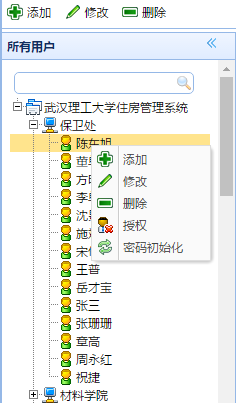 添加 修改 删除
所有用户
武汉理工大学住房管理系统
保卫处
陈东旭
添加
修改
删除
授权
密码初始化
王普
岳才宝
张三
张珊珊
章高
周永红
祝捷
材料学院